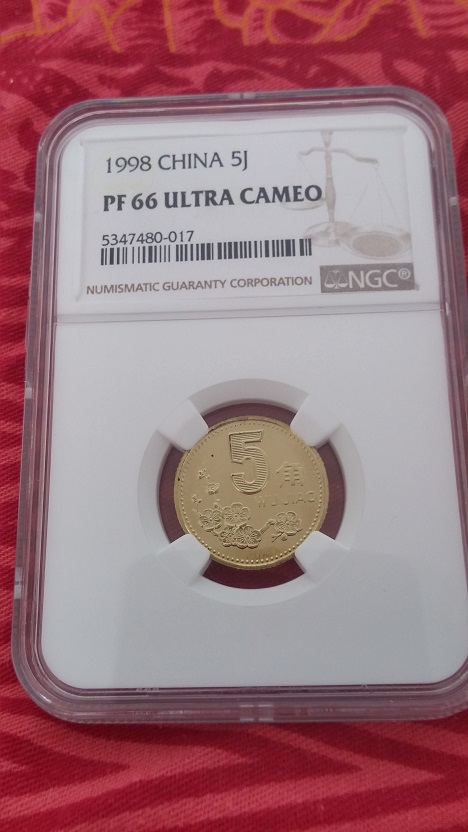 1998 CHINA 5J
PF 66 ULTRA CAMEO
5347480-017
NUMISMATIC GUARANTY CORPORATION NGC®
5 角
WU JIAO